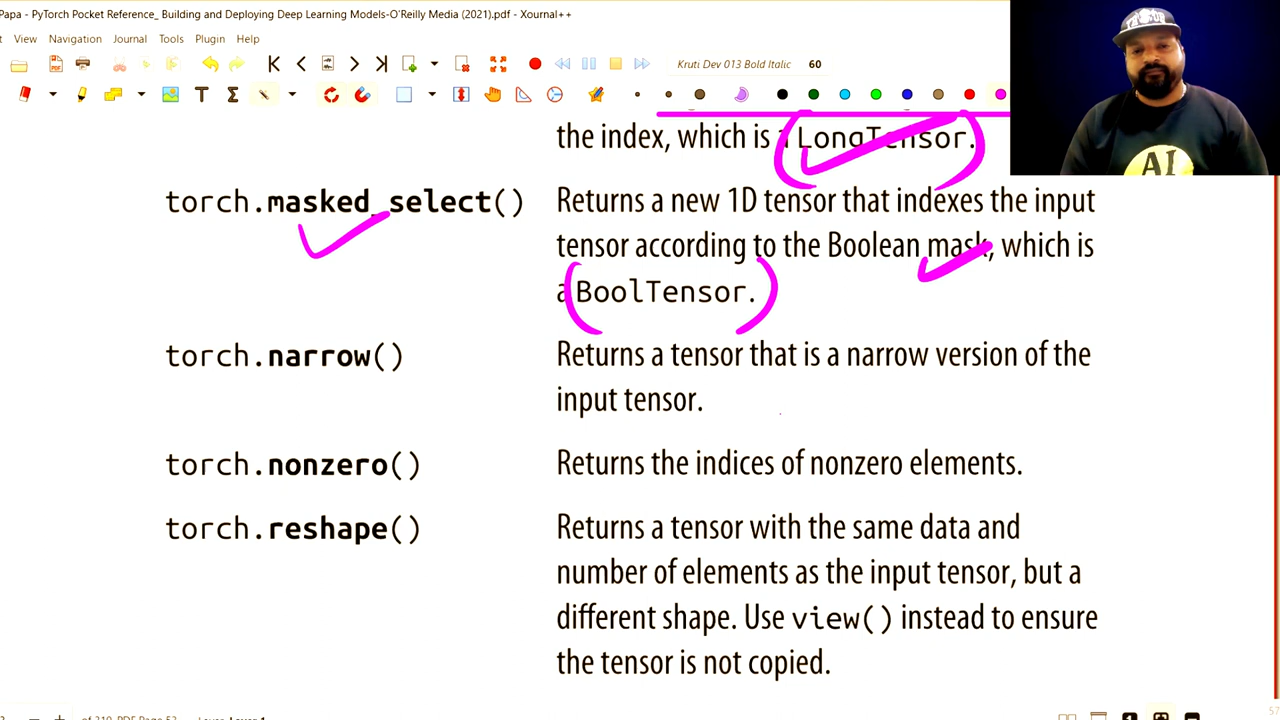 Papa - PyTorch Pocket Reference_ Building and Deploying Deep Learning Models-O'Reilly Media (2021).pdf - Xournal++
View Navigation Journal Tools Plugin Help
Kruti Dev 013 Bold Italic 60
the index, which is a LongTensor.
AI
torch.masked_select() Returns a new 1D tensor that indexes the input
tensor according to the Boolean mask, which is
a BoolTensor.
torch.narrow() Returns a tensor that is a narrow version of the
input tensor.
torch.nonzero() Returns the indices of nonzero elements.
torch.reshape() Returns a tensor with the same data and
number of elements as the input tensor, but a
different shape. Use view() instead to ensure
the tensor is not copied.
57